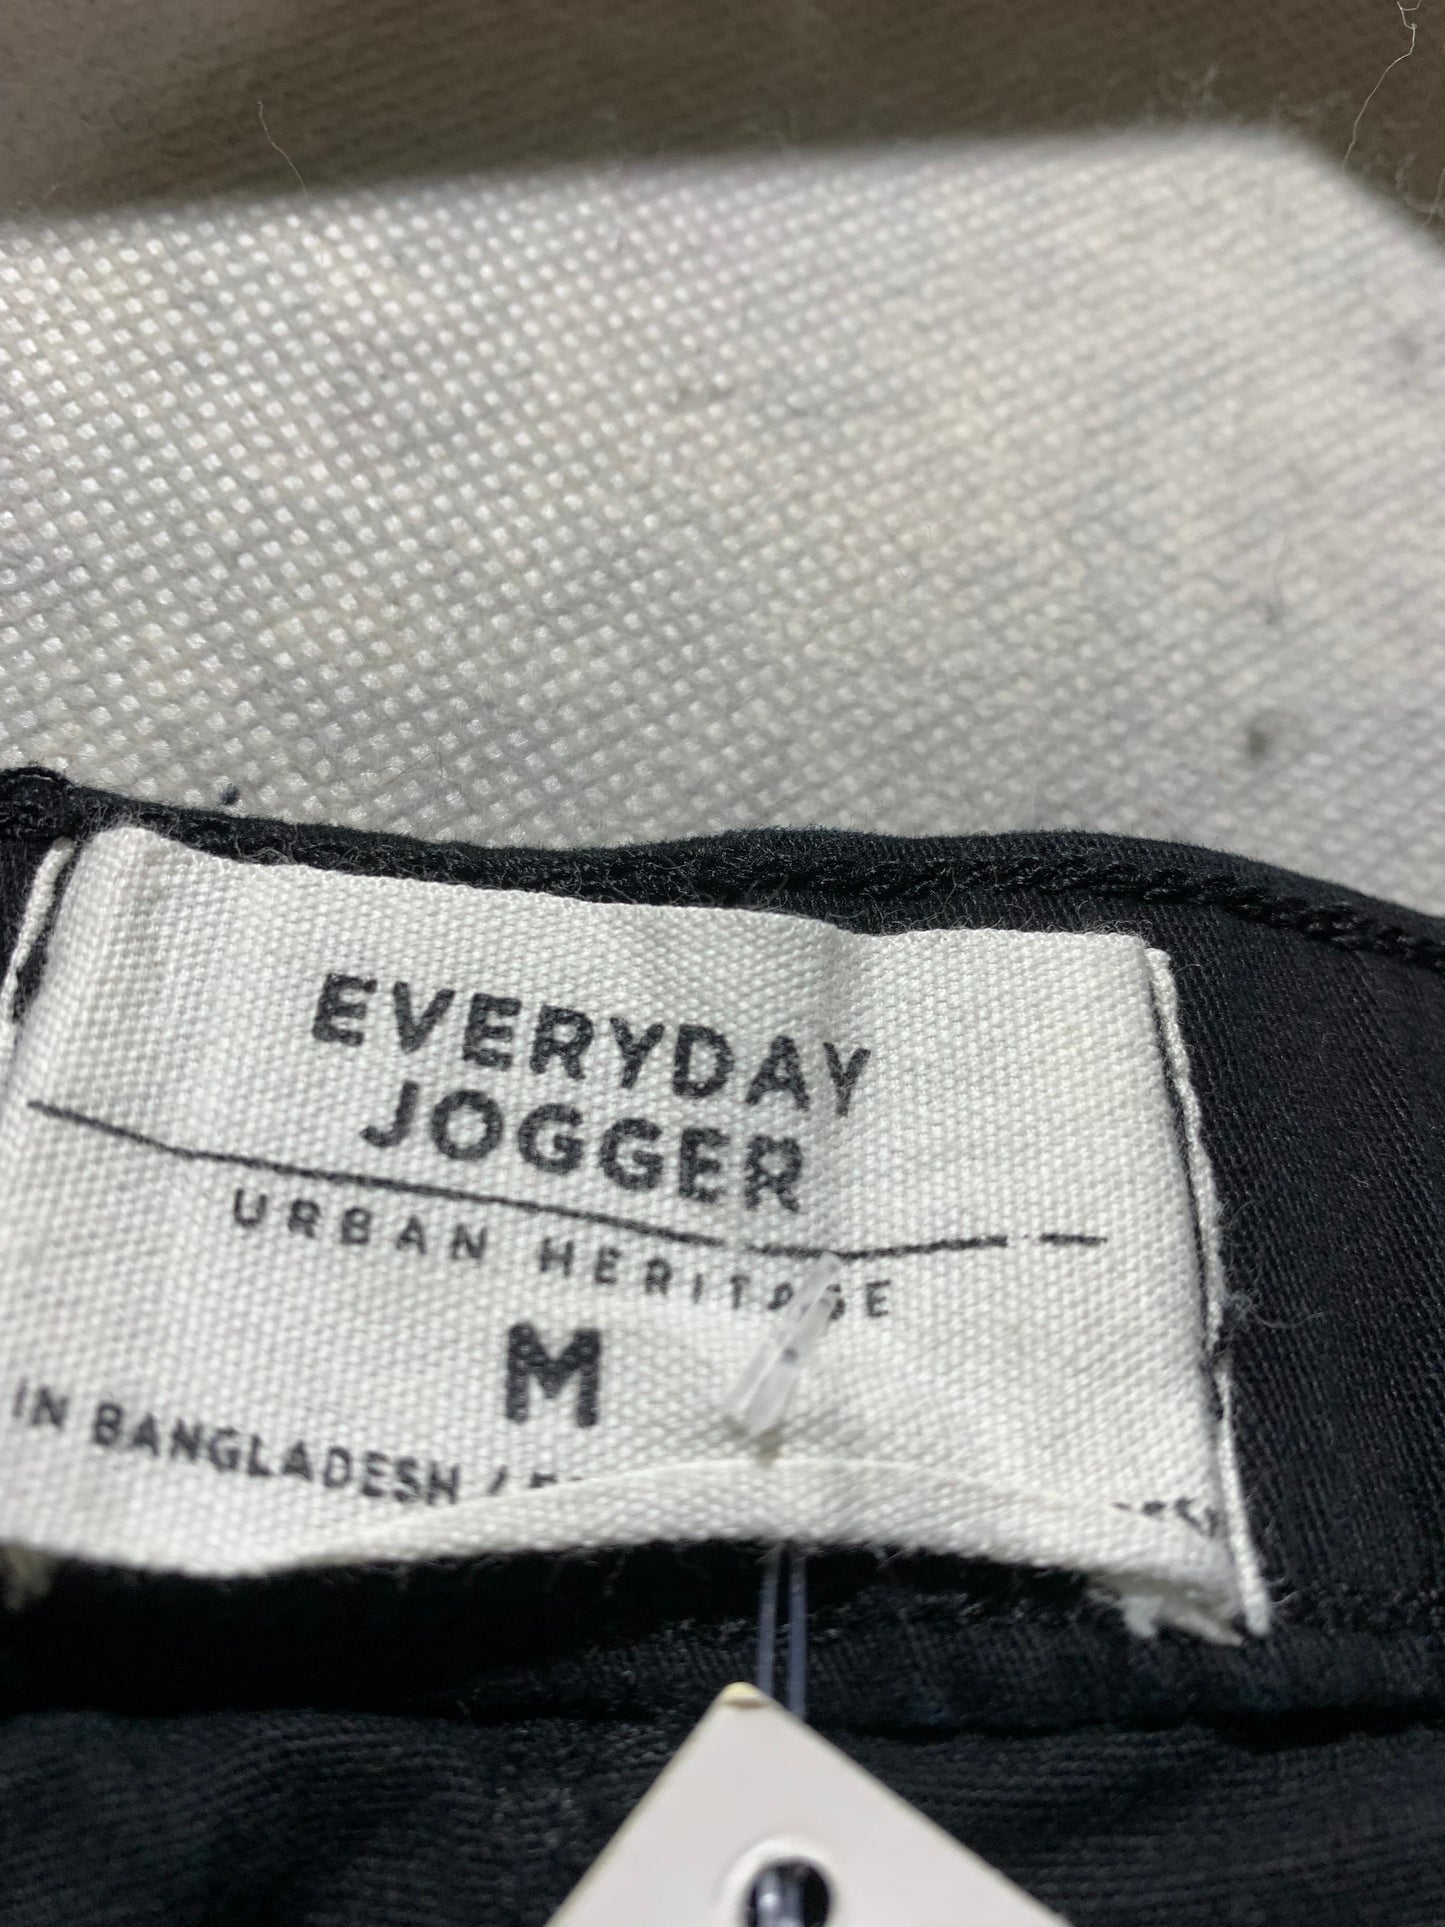 EVERYDAY
JOGGER
URBAN HERITAGE
M
IN BANGLADESH /